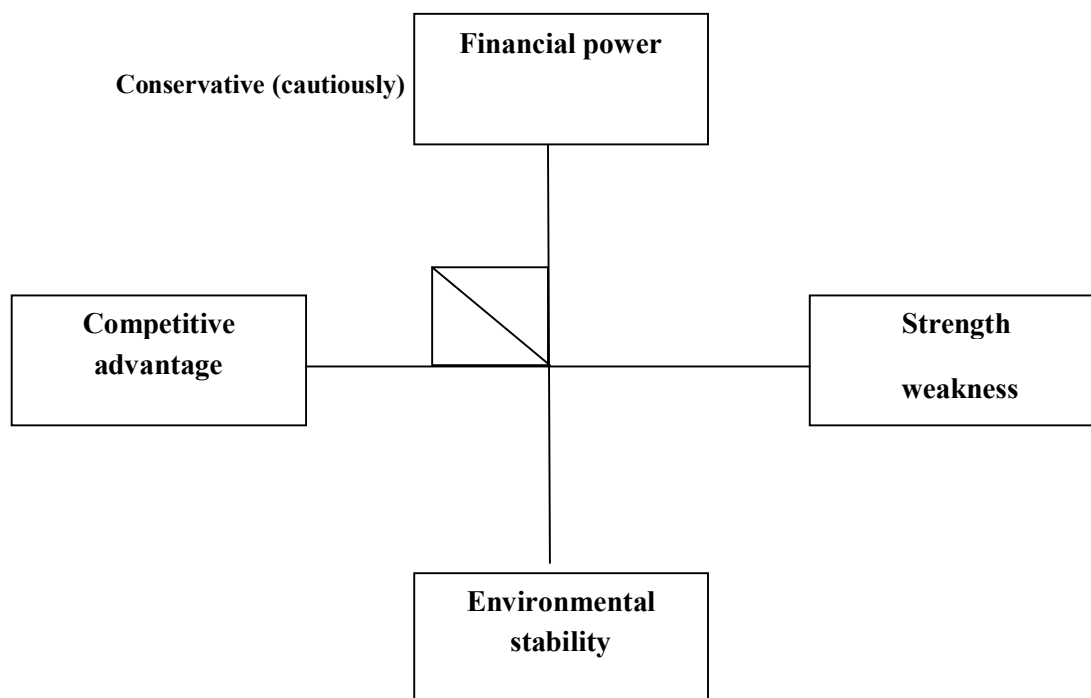 Financial power
Conservative (cautiously)
Competitive
advantage
Strength
weakness
Environmental
stability